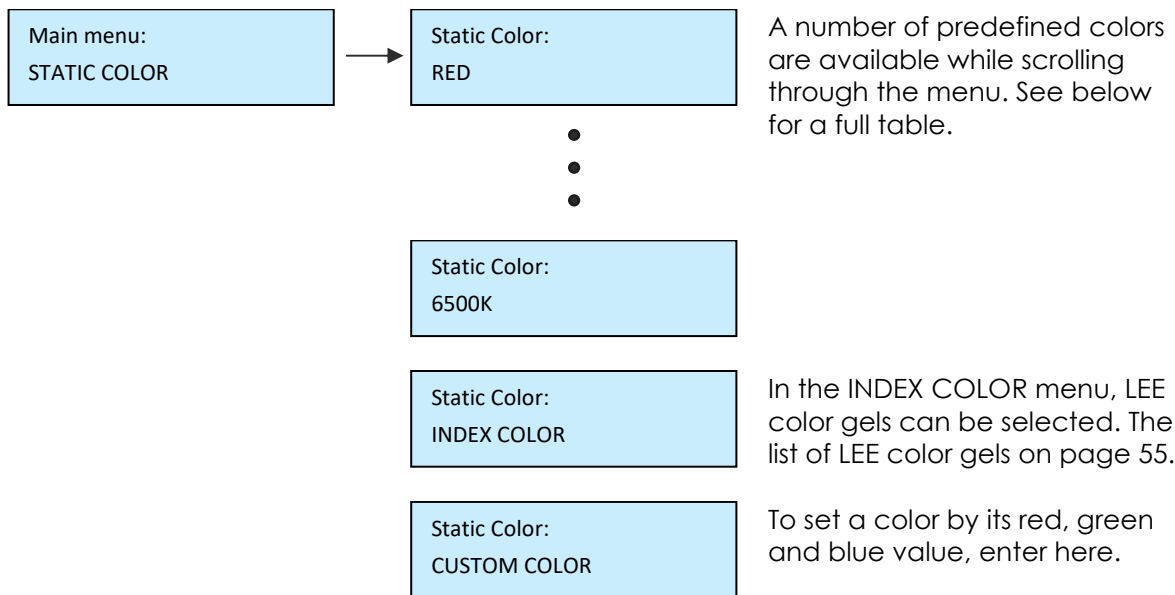 Main menu:
STATIC COLOR
Static Color:
RED
A number of predefined colors
are available while scrolling
through the menu. See below
for a full table.
Static Color:
6500K
Static Color:
INDEX COLOR
In the INDEX COLOR menu, LEE
color gels can be selected. The
list of LEE color gels on page 55.
Static Color:
CUSTOM COLOR
To set a color by its red, green
and blue value, enter here.